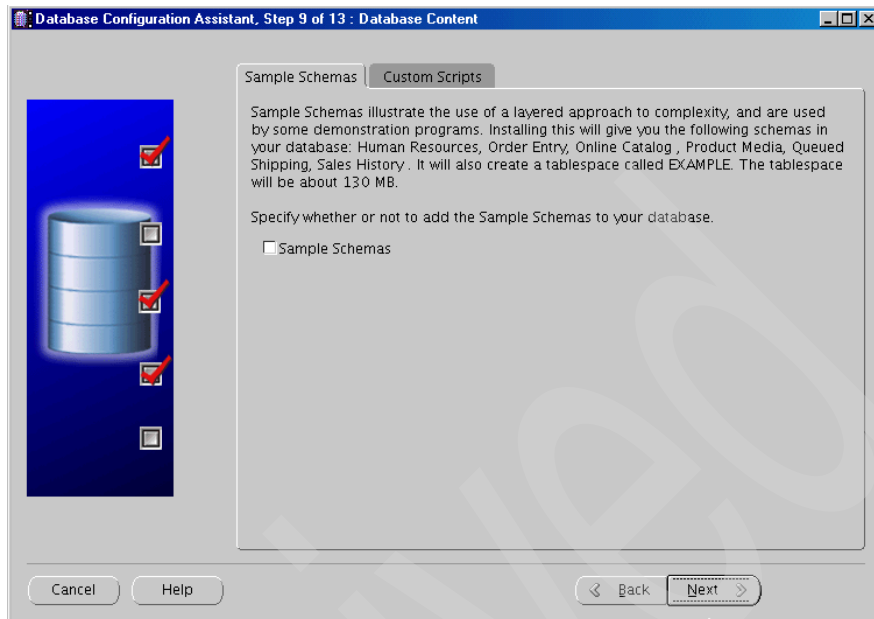 Database Configuration Assistant, Step 9 of 13 : Database Content
Sample Schemas
Custom Scripts
Sample Schemas illustrate the use of a layered approach to complexity, and are used
by some demonstration programs. Installing this will give you the following schemas in
your database: Human Resources, Order Entry, Online Catalog , Product Media, Queued
Shipping, Sales History . It will also create a tablespace called EXAMPLE. The tablespace
will be about 130 MB.
Specify whether or not to add the Sample Schemas to your database.
Sample Schemas
Cancel
Help
Back
Next